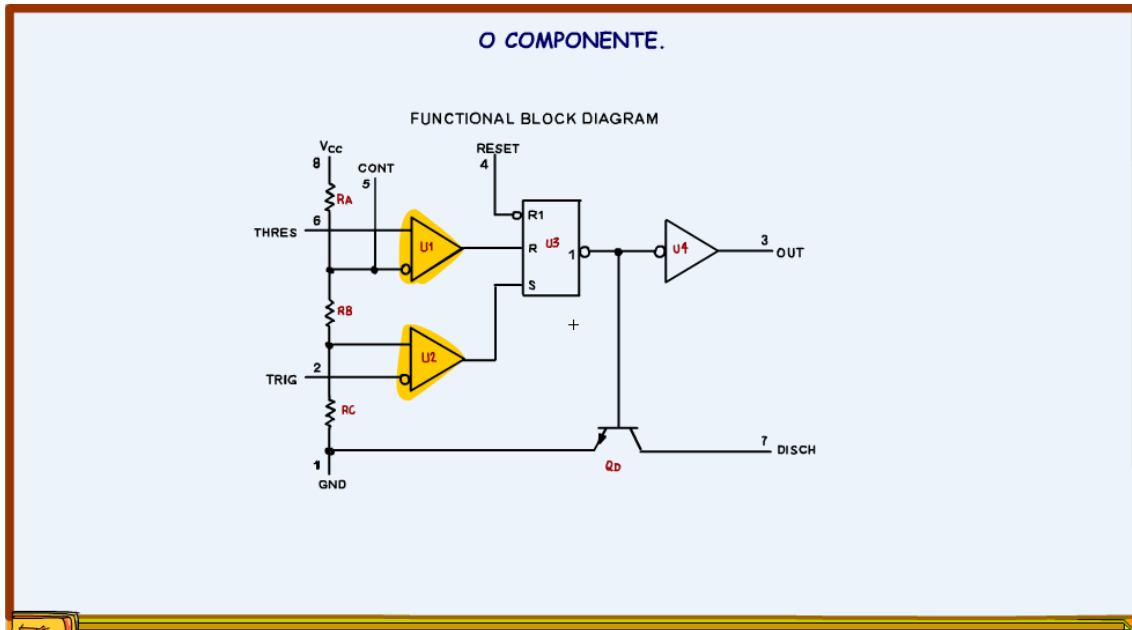 O COMPONENTE.
FUNCTIONAL BLOCK DIAGRAM
VCC
8
CONT
5
RESET
4
RA
6
THRES
U1
R1
R
U3
1
S
U4
3
OUT
RB
U2
2
TRIG
RC
7
DISCH
QD
1
GND